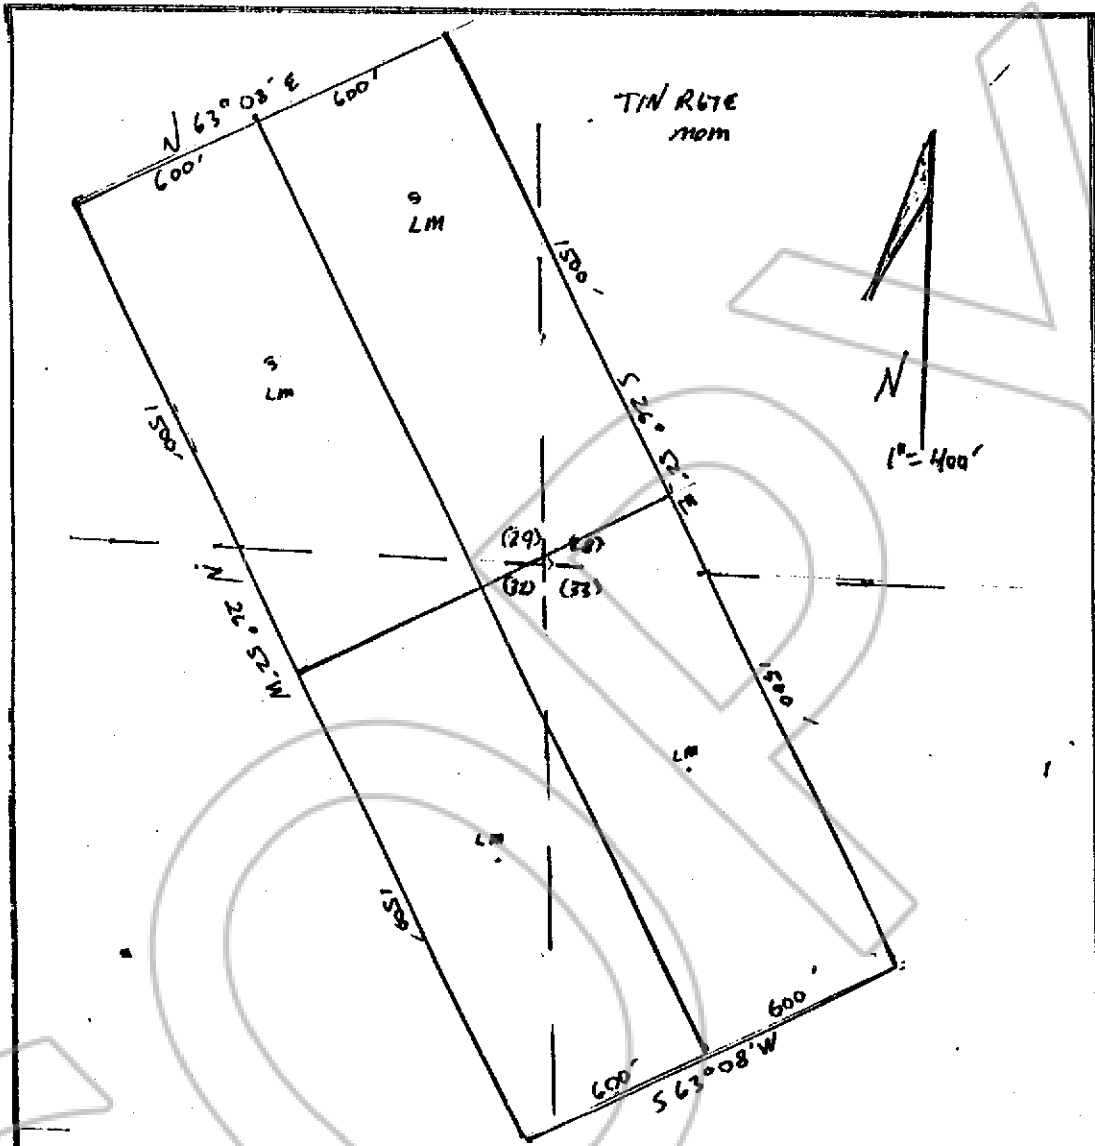 T1N R67E
MDM
N 63° 08' E
600'
600'
LM
LM
1500'
1500'
S 26° 52' E
N
1"= 400'
(29)
(28)
(32)
(33)
N 26° 52' W
1500'
LM
LM
1500'
600'
600'
S 63° 08' W